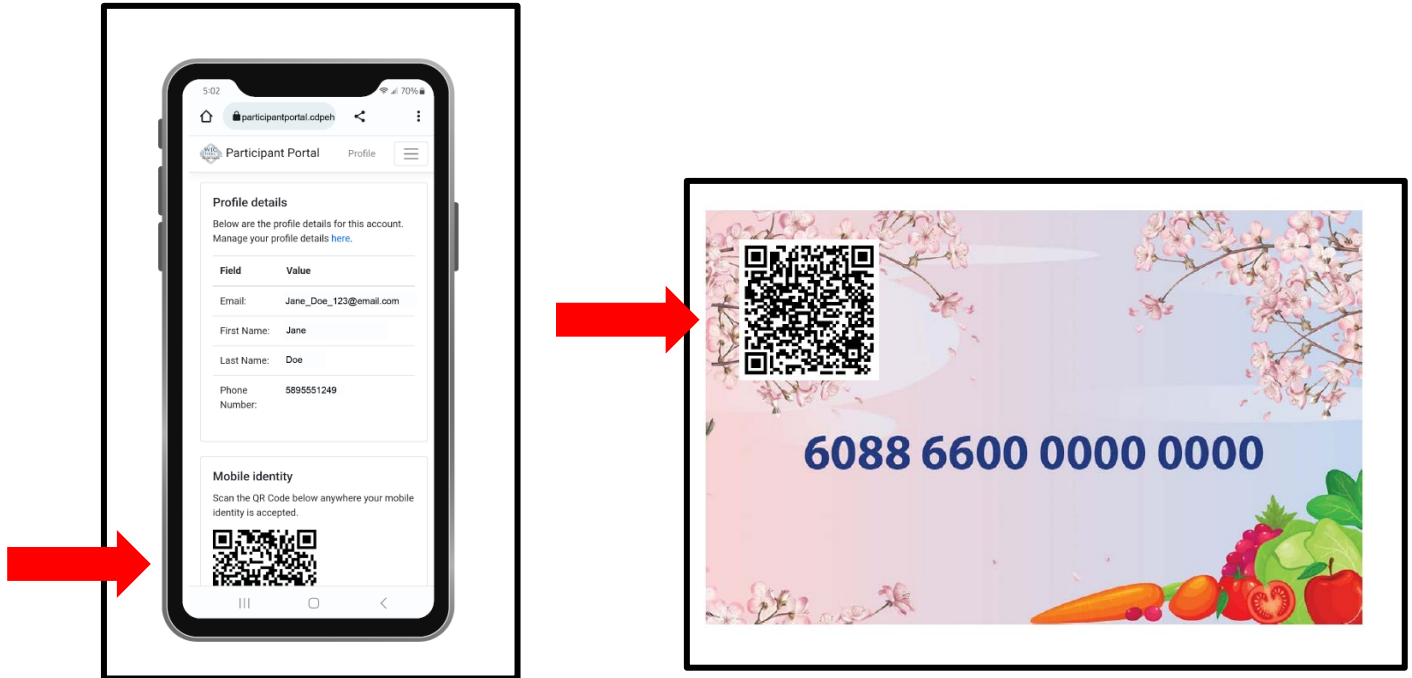 5:02
70%
participantportal.cdpeh
Participant Portal
Profile
Profile details
Below are the profile details for this account.
Manage your profile details here.
Field Value
Email: Jane_Doe_123@email.com
First Name: Jane
Last Name: Doe
Phone 5895551249
Number:
Mobile identity
Scan the QR Code below anywhere your mobile
identity is accepted.
6088 6600 0000 0000